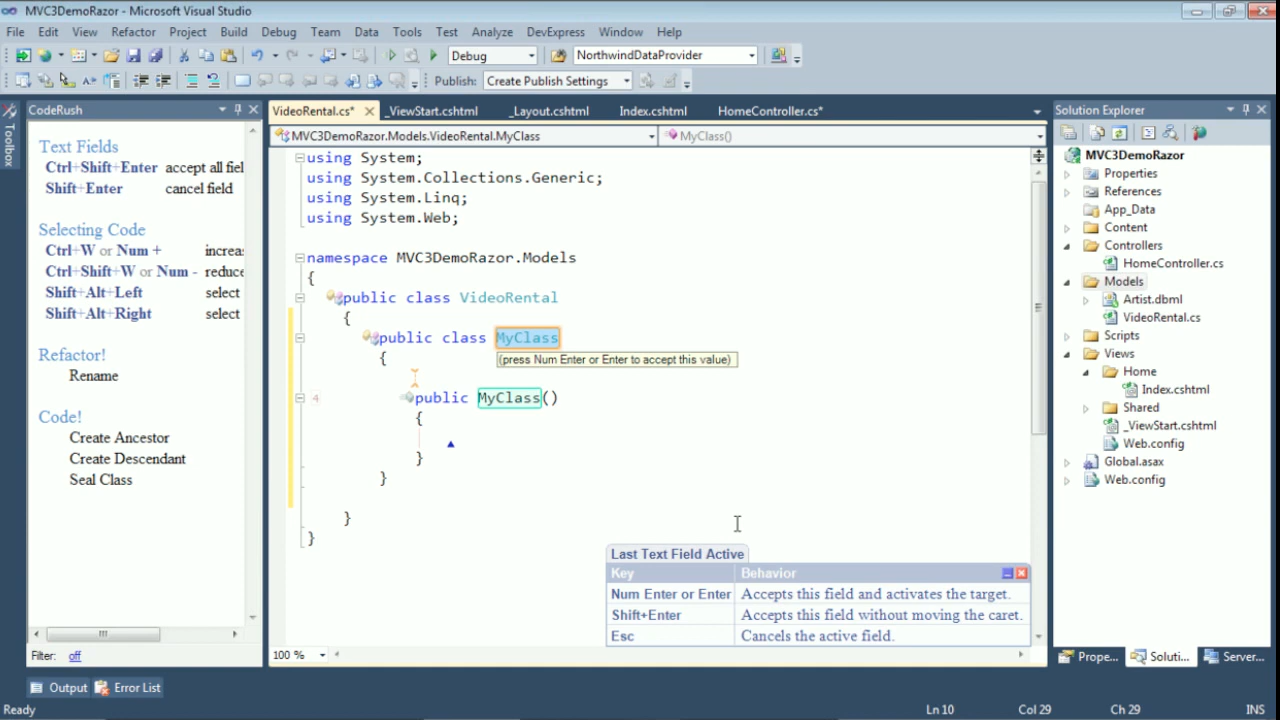 MVC3DemoRazor - Microsoft Visual Studio
File Edit View Refactor Project Build Debug Team Data Tools Test Analyze DevExpress Window Help
Debug NorthwindDataProvider
Publish: Create Publish Settings
Toolbox
CodeRush
Text Fields
Ctrl+Shift+Enter accept all fiel
Shift+Enter cancel field
Selecting Code
Ctrl+W or Num + increa
Ctrl+Shift+W or Num - reduce
Shift+Alt+Left select
Shift+Alt+Right select
Refactor!
Rename
Code!
Create Ancestor
Create Descendant
Seal Class
Filter: off
VideoRental.cs* _ViewStart.cshtml _Layout.cshtml Index.cshtml HomeController.cs*
MVC3DemoRazor.Models.VideoRental.MyClass MyClass()
using System;
using System.Collections.Generic;
using System.Linq;
using System.Web;
namespace MVC3DemoRazor.Models
{
public class VideoRental
{
public class MyClass
{
(press Num Enter or Enter to accept this value)
4 public MyClass()
{
}
}
}
}
Last Text Field Active
Key Behavior
Num Enter or Enter Accepts this field and activates the target.
Shift+Enter Accepts this field without moving the caret.
Esc Cancels the active field.
100 %
Solution Explorer
MVC3DemoRazor
Properties
References
App_Data
Content
Controllers
HomeController.cs
Models
Artist.dbml
VideoRental.cs
Scripts
Views
Home
Index.cshtml
Shared
_ViewStart.cshtml
Web.config
Global.asax
Web.config
Prope... Soluti... Server...
Output Error List
Ready Ln 10 Col 29 Ch 29 INS